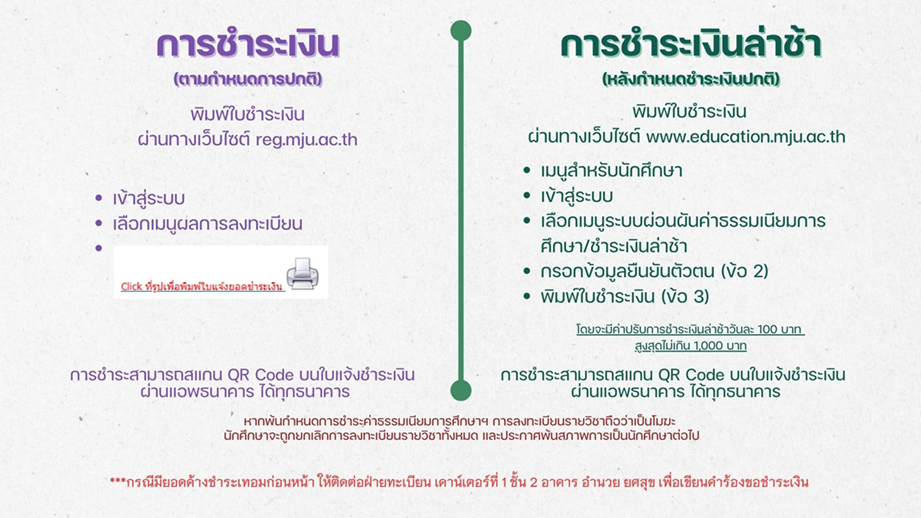 การชำระเงิน
(ตามกำหนดการปกติ)
พิมพ์ใบชำระเงิน
ผ่านทางเว็บไซต์ reg.mju.ac.th
• เข้าสู่ระบบ
• เลือกเมนูผลการลงทะเบียน
•
Click ที่รูปเพื่อพิมพ์ใบแจ้งยอดชำระเงิน
การชำระสามารถสแกน QR Code บนใบแจ้งชำระเงิน
ผ่านแอพธนาคาร ได้ทุกธนาคาร
การชำระเงินล่าช้า
(หลังกำหนดชำระเงินปกติ)
พิมพ์ใบชำระเงิน
ผ่านทางเว็บไซต์ www.education.mju.ac.th
• เมนูสำหรับนักศึกษา
• เข้าสู่ระบบ
• เลือกเมนูระบบผ่อนผันค่าธรรมเนียมการ
ศึกษา/ชำระเงินล่าช้า
• กรอกข้อมูลยืนยันตัวตน (ข้อ 2)
• พิมพ์ใบชำระเงิน (ข้อ 3)
โดยจะมีค่าปรับการชำระเงินล่าช้าวันละ 100 บาท
สูงสุดไม่เกิน 1,000 บาท
การชำระสามารถสแกน QR Code บนใบแจ้งชำระเงิน
ผ่านแอพธนาคาร ได้ทุกธนาคาร
หากพ้นกำหนดการชำระค่าธรรมเนียมการศึกษาฯ การลงทะเบียนรายวิชาถือว่าเป็นโมฆะ
นักศึกษาจะถูกยกเลิกการลงทะเบียนรายวิชาทั้งหมด และประกาศพ้นสภาพการเป็นนักศึกษาต่อไป
***กรณีมียอดค้างชำระเทอมก่อนหน้า ให้ติดต่อฝ่ายทะเบียน เคาน์เตอร์ที่ 1 ชั้น 2 อาคาร อำนวย ยศสุข เพื่อเขียนคำร้องขอชำระเงิน